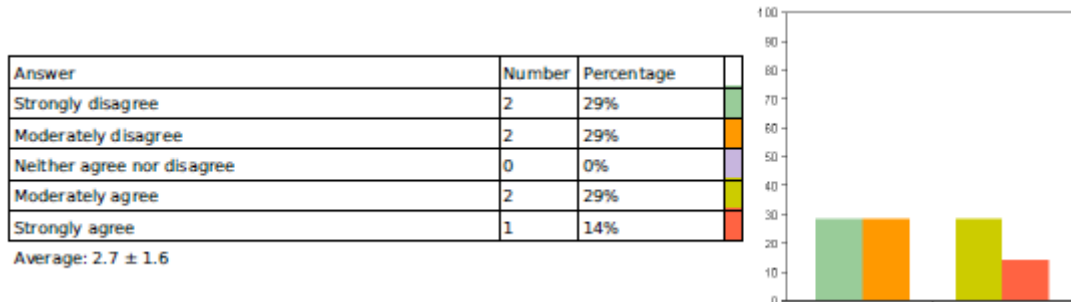 Answer Number Percentage
Strongly disagree 2 29%
Moderately disagree 2 29%
Neither agree nor disagree 0 0%
Moderately agree 2 29%
Strongly agree 1 14%
Average: 2.7 ± 1.6
100
90
80
70
60
50
40
30
20
10
0